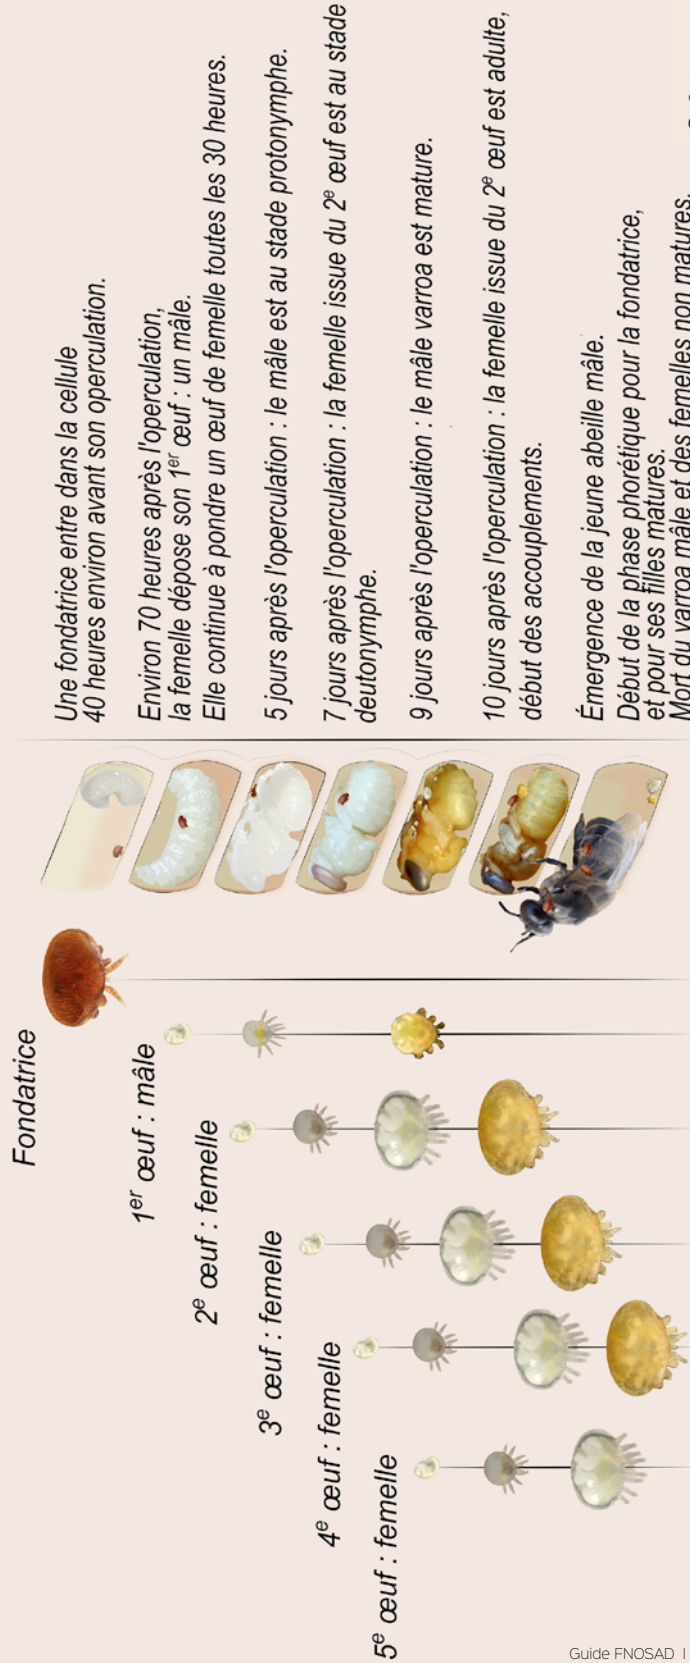 Fondatrice
1er œuf : mâle
2e œuf : femelle
3e œuf : femelle
4e œuf : femelle
5e œuf : femelle
Une fondatrice entre dans la cellule
40 heures environ avant son operculation.
Environ 70 heures après l'operculation,
la femelle dépose son 1er œuf : un mâle.
Elle continue à pondre un œuf de femelle toutes les 30 heures.
5 jours après l'operculation : le mâle est au stade protonymphe.
7 jours après l'operculation : la femelle issue du 2e œuf est au stade
deutonymphe.
9 jours après l'operculation : le mâle varroa est mature.
10 jours après l'operculation : la femelle issue du 2e œuf est adulte,
début des accouplements.
Émergence de la jeune abeille mâle.
Début de la phase phorétique pour la fondatrice,
et pour ses filles matures.
Mort du varroa mâle et des femelles non matures.
Guide FNOSAD I